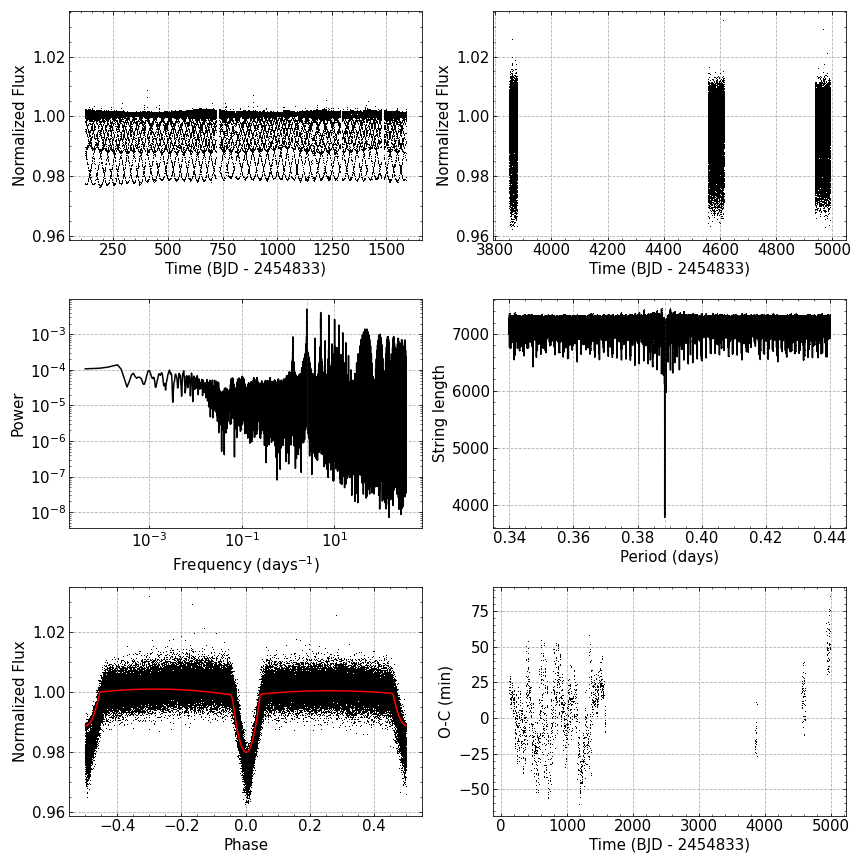 1.02
1.00
0.98
0.96
Normalized Flux
250 500 750 1000 1250 1500
Time (BJD - 2454833)
1.02
1.00
0.98
0.96
Normalized Flux
3800 4000 4200 4400 4600 4800 5000
Time (BJD - 2454833)
10⁻³
10⁻⁴
10⁻⁵
10⁻⁶
10⁻⁷
10⁻⁸
Power
10⁻³ 10⁻¹ 10¹
Frequency (days⁻¹)
7000
6000
5000
4000
String length
0.34 0.36 0.38 0.40 0.42 0.44
Period (days)
1.02
1.00
0.98
0.96
Normalized Flux
−0.4 −0.2 0.0 0.2 0.4
Phase
75
50
25
0
−25
−50
O-C (min)
0 1000 2000 3000 4000 5000
Time (BJD - 2454833)